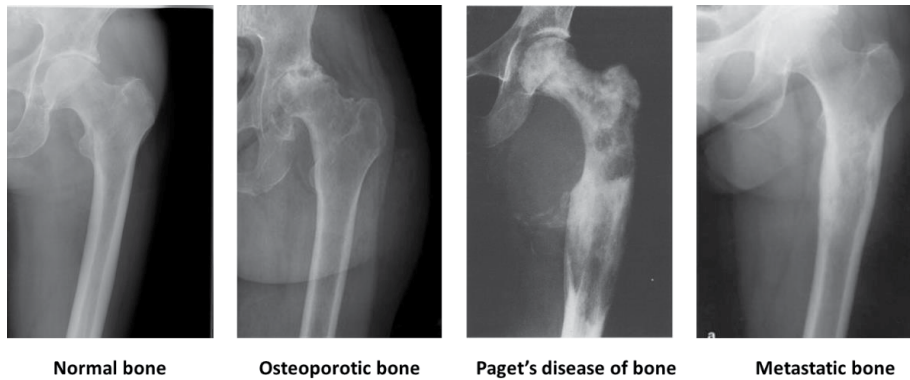 a
Normal bone
Osteoporotic bone
Paget's disease of bone
Metastatic bone